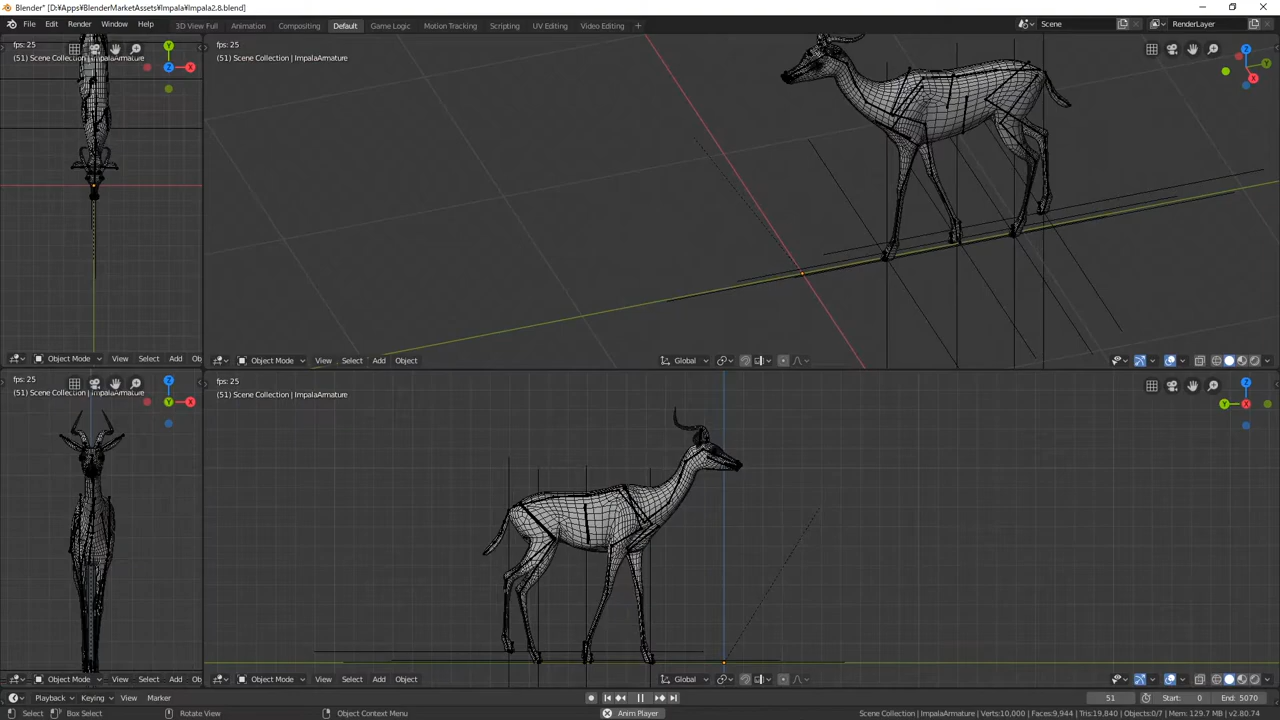 Blender* [D:\Apps\BlenderMarketAssets\Impala\Impala2.8.blend]
File Edit Render Window Help 3D View Full Animation Compositing Default Game Logic Motion Tracking Scripting UV Editing Video Editing Scene RenderLayer
fps: 25
(51) Scene Collection | ImpalaArmature
Y
Z
X
Object Mode View Select Add Ob
fps: 25
(51) Scene Collection | ImpalaArmature
Z
Y
X
Object Mode View Select Add Object Global
fps: 25
(51) Scene Collection | ImpalaArmature
Z
Y
X
Object Mode View Select Add Ob
fps: 25
(51) Scene Collection | ImpalaArmature
Z
Y
X
Object Mode View Select Add Object Global
Playback Keying View Marker 51 Start: 0 End: 5070
Select Box Select Rotate View Object Context Menu Anim Player Scene Collection | ImpalaArmature | Verts:10,000 | Faces:9,944 | Tris:19,840 | Objects:0/7 | Mem: 129.7 MB | v2.80.74